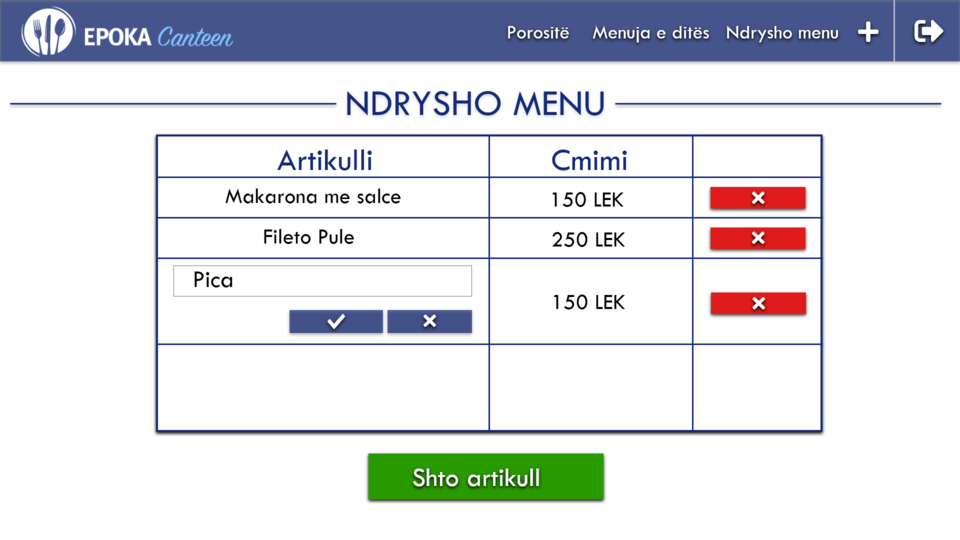 EPOKA Canteen
Porositë Menuja e ditës Ndrysho menu
NDRYSHO MENU
Artikulli Cmimi
Makarona me salce 150 LEK
Fileto Pule 250 LEK
Pica 150 LEK
Shto artikull